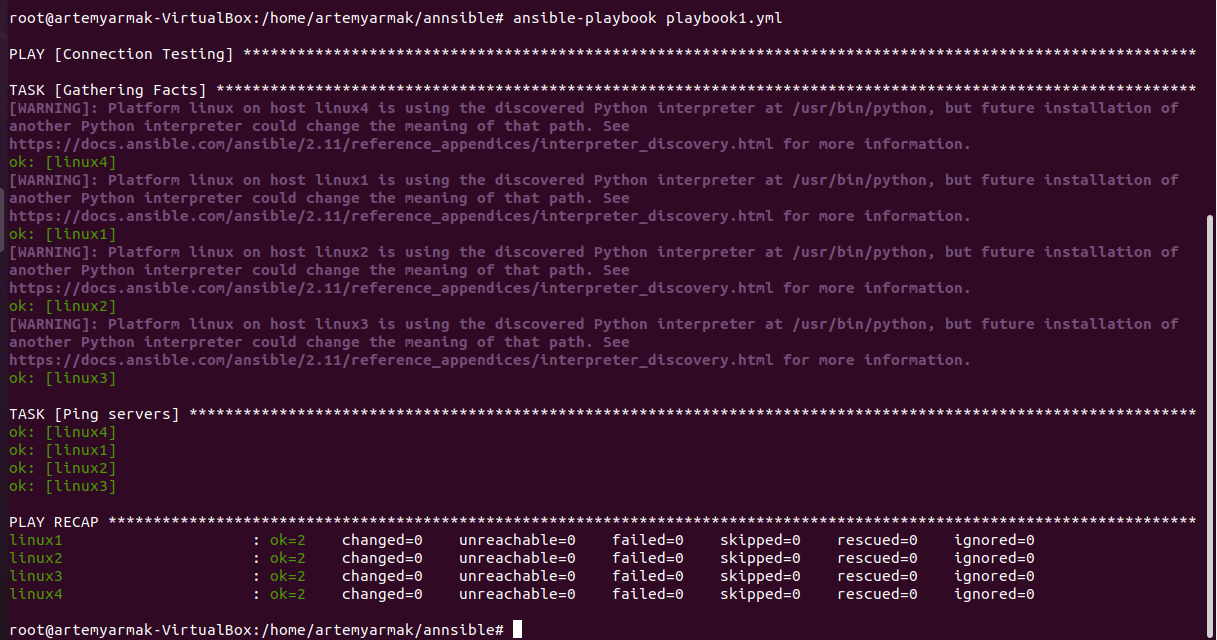 root@artemyarmak-VirtualBox:/home/artemyarmak/annsible# ansible-playbook playbook1.yml
PLAY [Connection Testing] **********************************************************************************************************
TASK [Gathering Facts] *************************************************************************************************************
[WARNING]: Platform linux on host linux4 is using the discovered Python interpreter at /usr/bin/python, but future installation of
another Python interpreter could change the meaning of that path. See
https://docs.ansible.com/ansible/2.11/reference_appendices/interpreter_discovery.html for more information.
ok: [linux4]
[WARNING]: Platform linux on host linux1 is using the discovered Python interpreter at /usr/bin/python, but future installation of
another Python interpreter could change the meaning of that path. See
https://docs.ansible.com/ansible/2.11/reference_appendices/interpreter_discovery.html for more information.
ok: [linux1]
[WARNING]: Platform linux on host linux2 is using the discovered Python interpreter at /usr/bin/python, but future installation of
another Python interpreter could change the meaning of that path. See
https://docs.ansible.com/ansible/2.11/reference_appendices/interpreter_discovery.html for more information.
ok: [linux2]
[WARNING]: Platform linux on host linux3 is using the discovered Python interpreter at /usr/bin/python, but future installation of
another Python interpreter could change the meaning of that path. See
https://docs.ansible.com/ansible/2.11/reference_appendices/interpreter_discovery.html for more information.
ok: [linux3]
TASK [Ping servers] ****************************************************************************************************************
ok: [linux4]
ok: [linux1]
ok: [linux2]
ok: [linux3]
PLAY RECAP *************************************************************************************************************************
linux1                     : ok=2    changed=0    unreachable=0    failed=0    skipped=0    rescued=0    ignored=0
linux2                     : ok=2    changed=0    unreachable=0    failed=0    skipped=0    rescued=0    ignored=0
linux3                     : ok=2    changed=0    unreachable=0    failed=0    skipped=0    rescued=0    ignored=0
linux4                     : ok=2    changed=0    unreachable=0    failed=0    skipped=0    rescued=0    ignored=0
root@artemyarmak-VirtualBox:/home/artemyarmak/annsible#